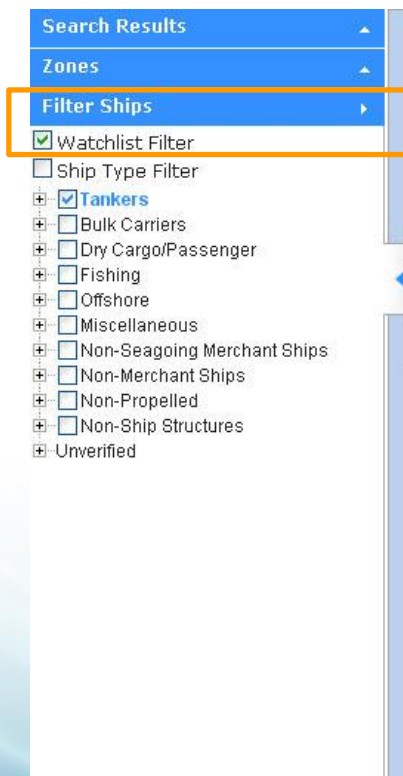 Search Results
Zones
Filter Ships
Watchlist Filter
Ship Type Filter
Tankers
Bulk Carriers
Dry Cargo/Passenger
Fishing
Offshore
Miscellaneous
Non-Seagoing Merchant Ships
Non-Merchant Ships
Non-Propelled
Non-Ship Structures
Unverified